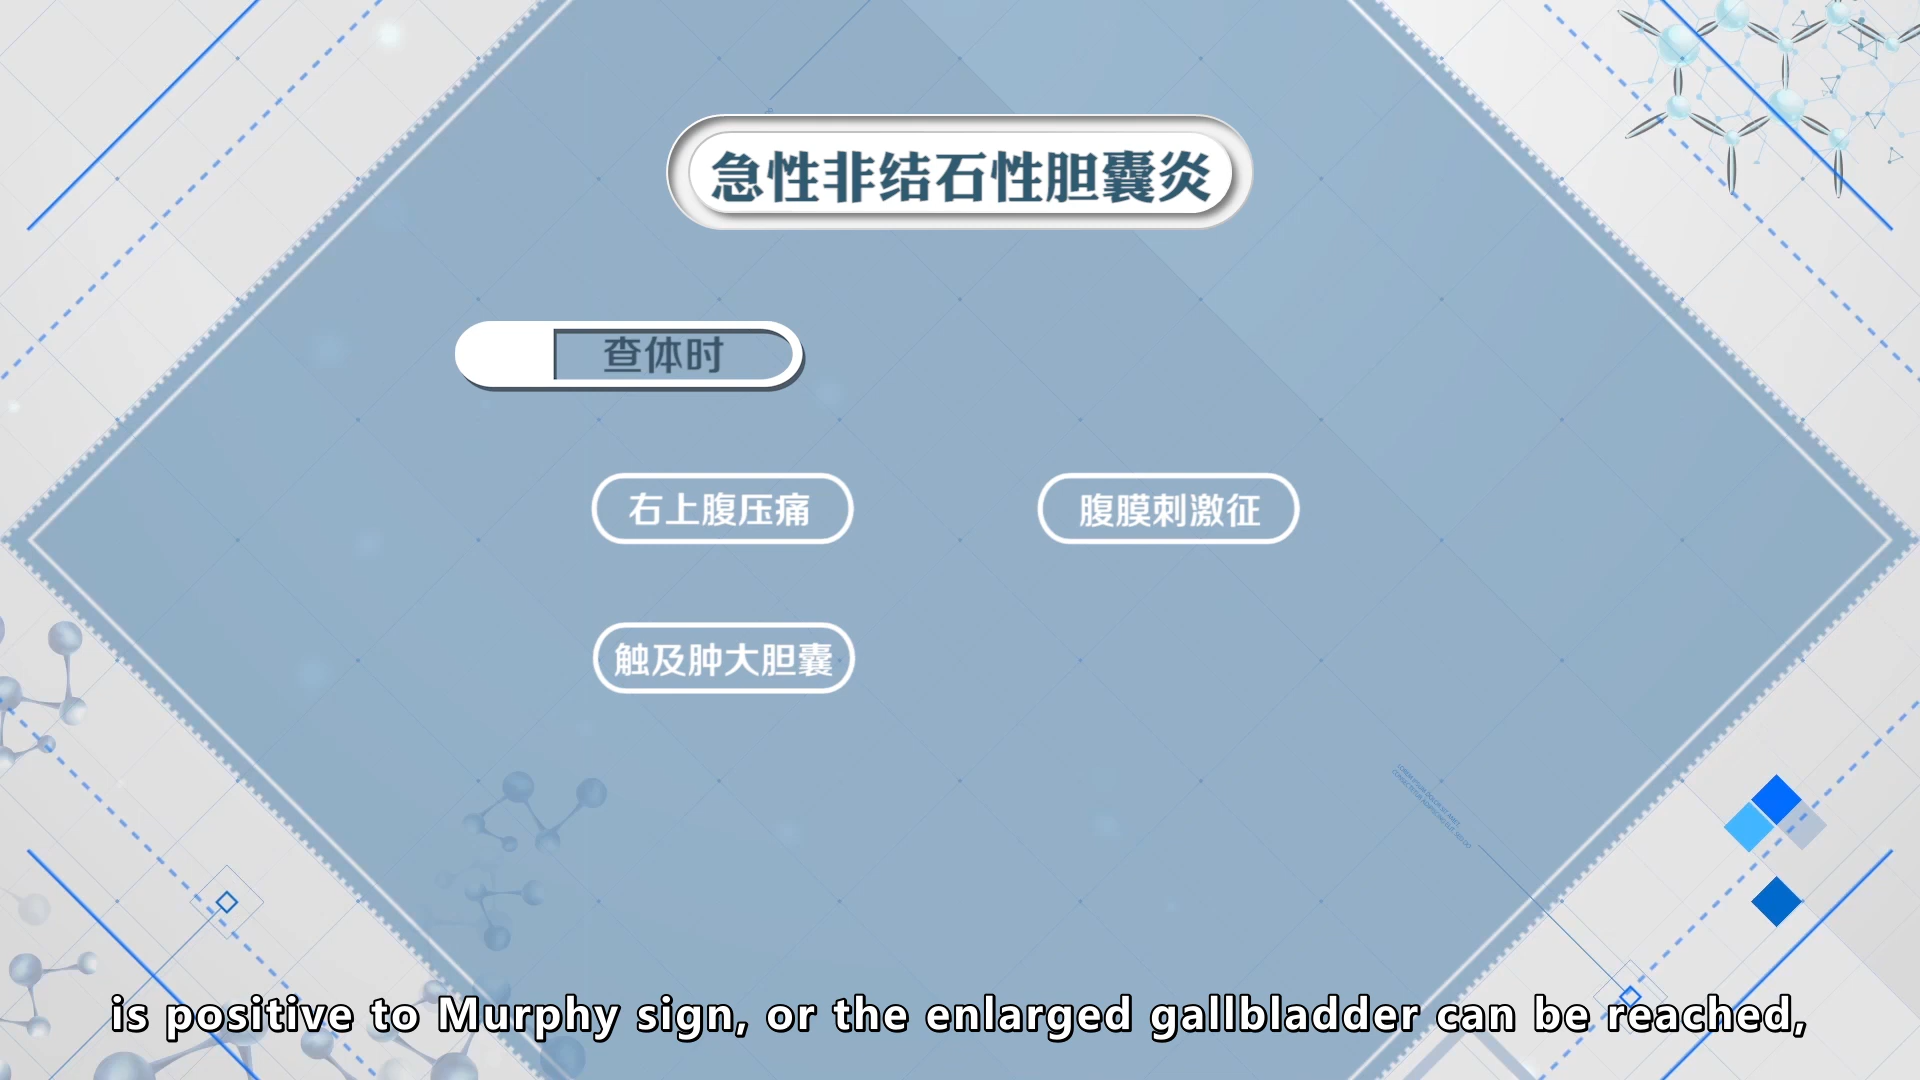 急性非结石性胆囊炎
查体时
右上腹压痛
腹膜刺激征
触及肿大胆囊
is positive to Murphy sign, or the enlarged gallbladder can be reached,